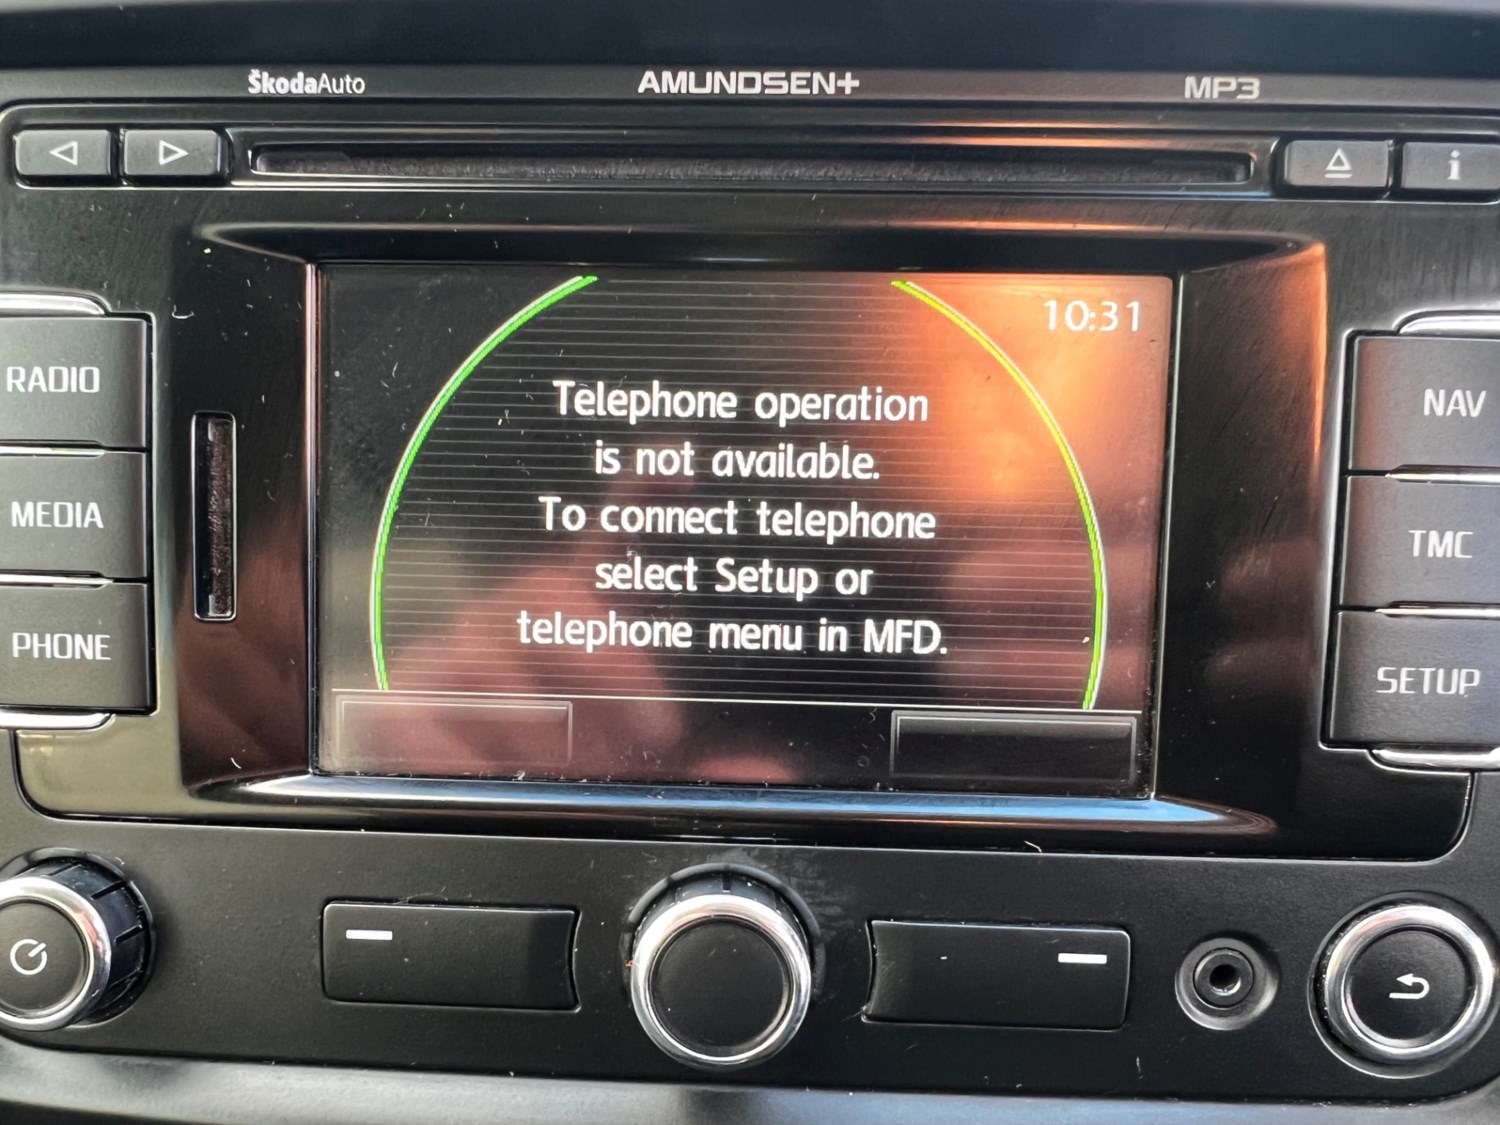 ŠkodaAuto AMUNDSEN+ MP3
i
10:31
RADIO
MEDIA
PHONE
Telephone operation
is not available.
To connect telephone
select Setup or
telephone menu in MFD.
NAV
TMC
SETUP